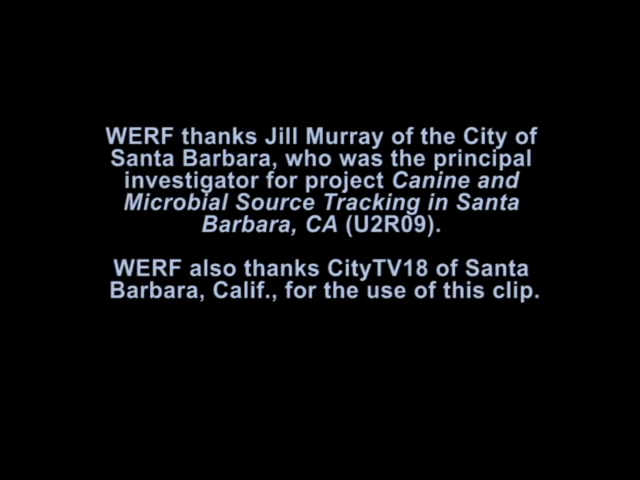 WERF thanks Jill Murray of the City of
Santa Barbara, who was the principal
investigator for project Canine and
Microbial Source Tracking in Santa
Barbara, CA (U2R09).
WERF also thanks CityTV18 of Santa
Barbara, Calif., for the use of this clip.